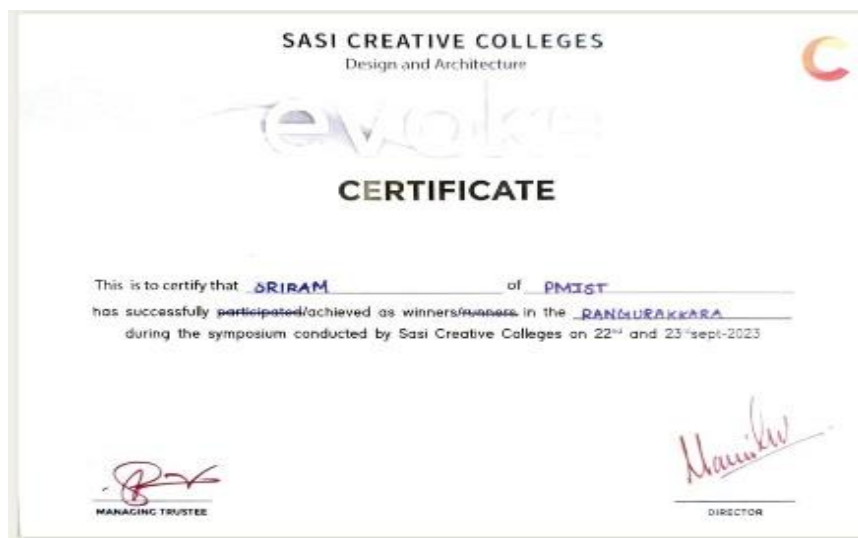 SASI CREATIVE COLLEGES
Design and Architecture
evoke
CERTIFICATE
This is to certify that SRIRAM of PMIST
has successfully participated/achieved as winners/runners in the RANGURAKKARA
during the symposium conducted by Sasi Creative Colleges on 22nd and 23rd sept-2023
MANAGING TRUSTEE
DIRECTOR